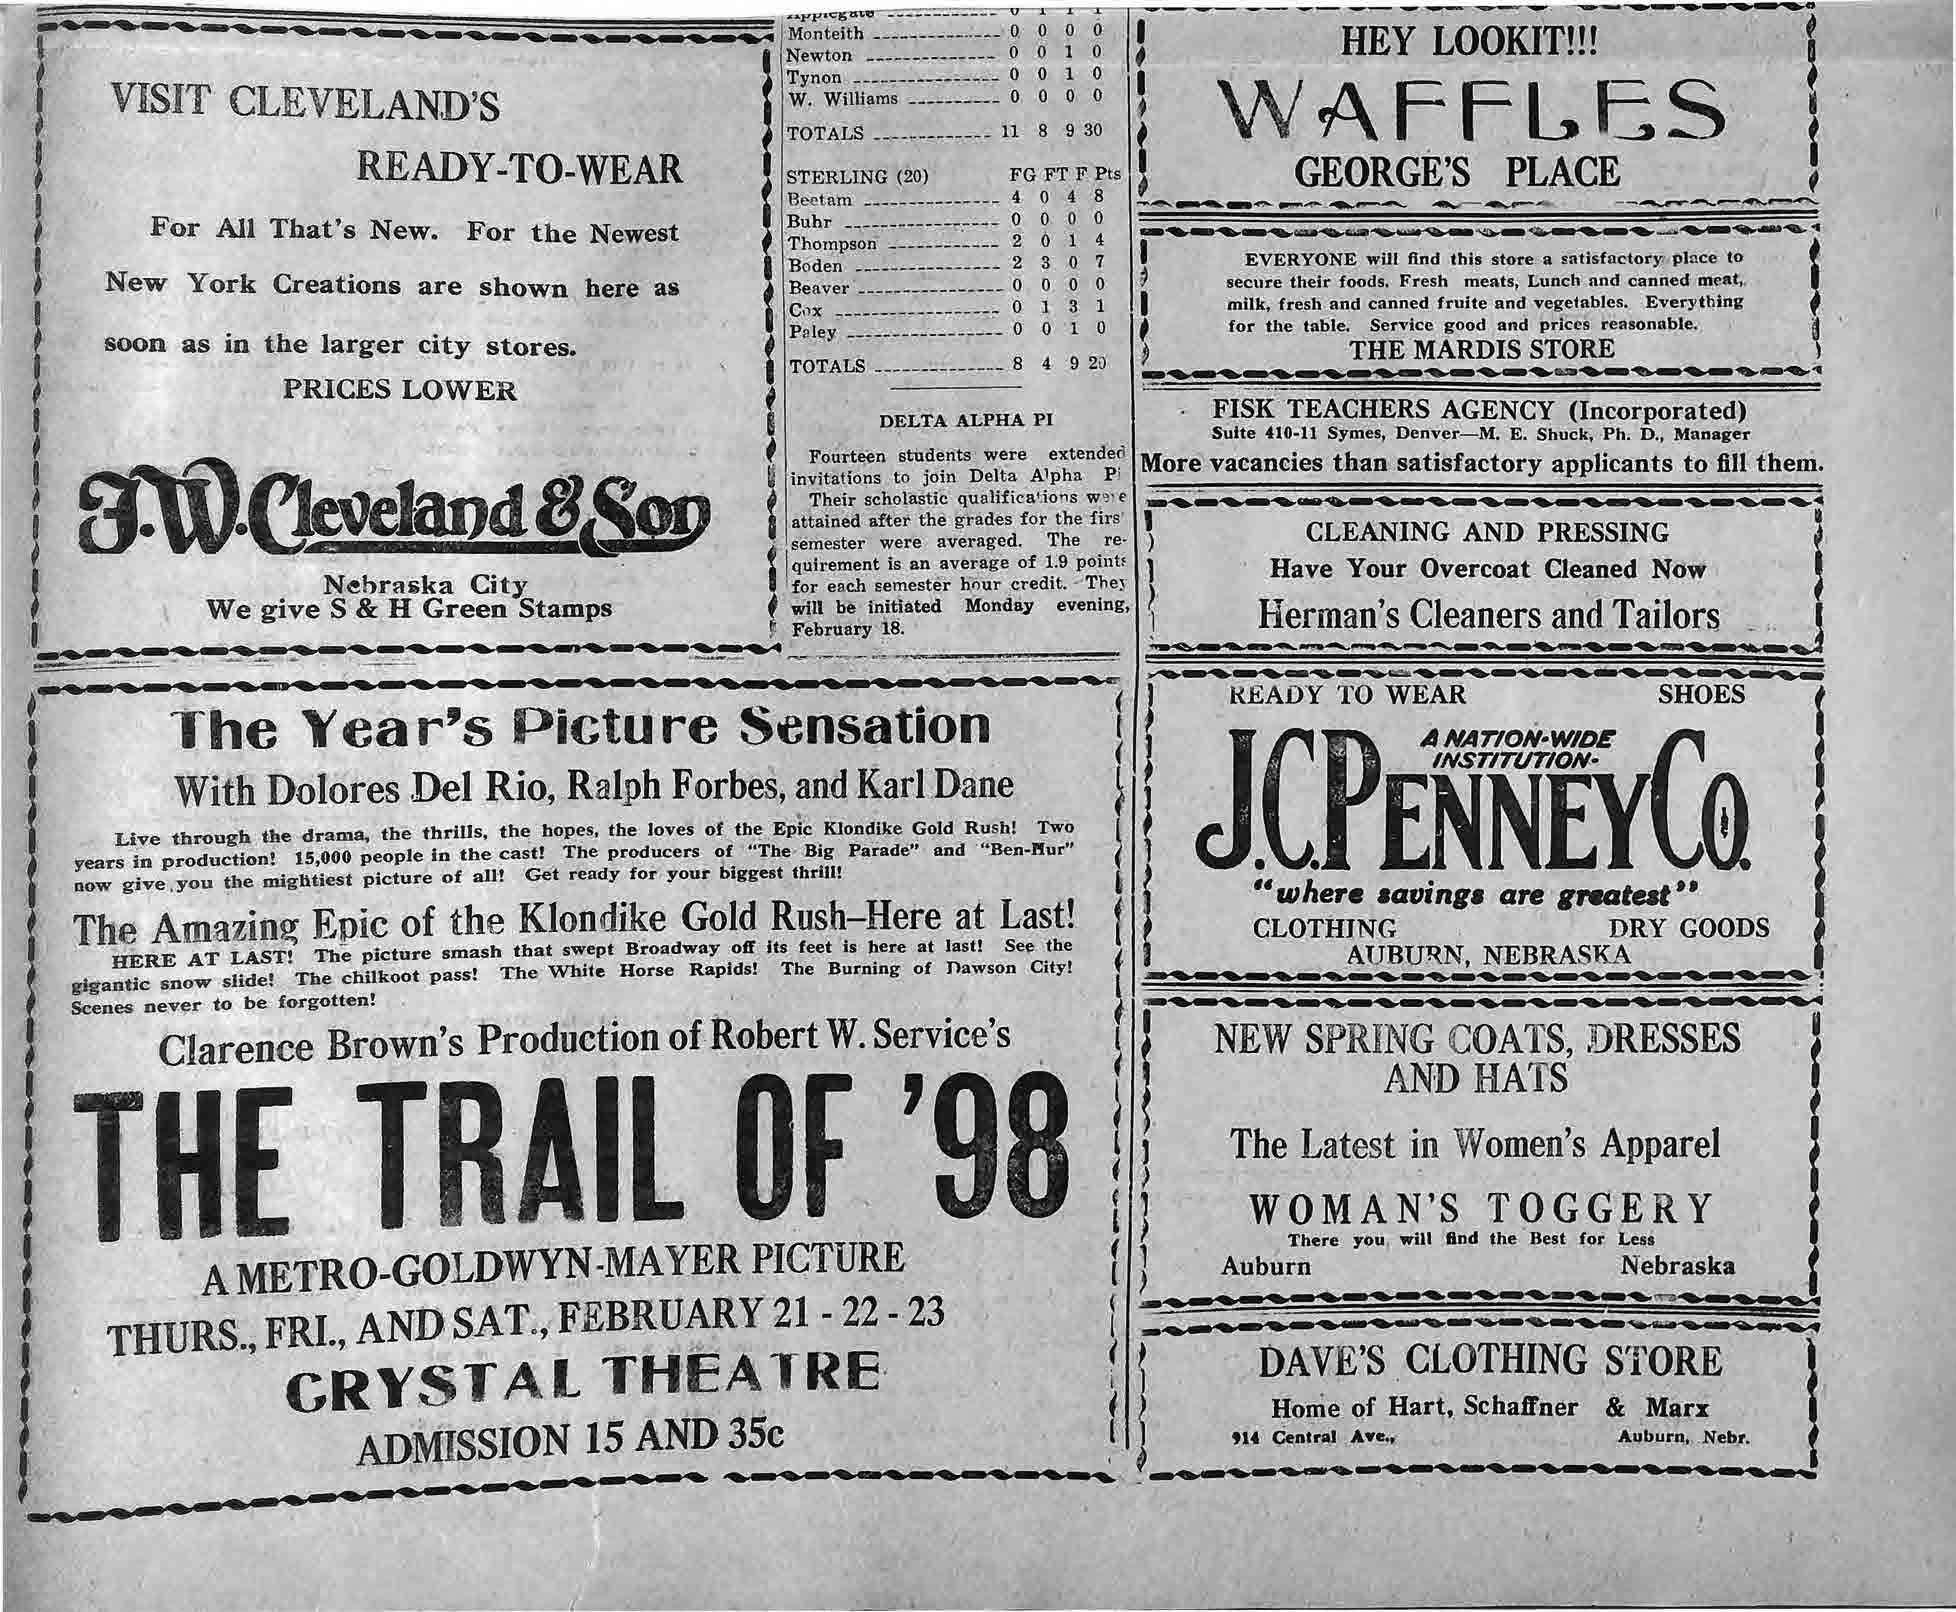 VISIT CLEVELAND'S
READY-TO-WEAR
For All That's New. For the Newest
New York Creations are shown here as
soon as in the larger city stores.
PRICES LOWER
F.W. Cleveland & Son
Nebraska City
We give S & H Green Stamps
The Year's Picture Sensation
With Dolores Del Rio, Ralph Forbes, and Karl Dane
Live through the drama, the thrills, the hopes, the loves of the Epic Klondike Gold Rush! Two
years in production! 15,000 people in the cast! The producers of "The Big Parade" and "Ben-Hur"
now give you the mightiest picture of all! Get ready for your biggest thrill!
The Amazing Epic of the Klondike Gold Rush—Here at Last!
HERE AT LAST! The picture smash that swept Broadway off its feet is here at last! See the
gigantic snow slide! The chilkoot pass! The White Horse Rapids! The Burning of Dawson City!
Scenes never to be forgotten!
Clarence Brown's Production of Robert W. Service's
THE TRAIL OF '98
A METRO-GOLDWYN-MAYER PICTURE
THURS., FRI., AND SAT., FEBRUARY 21 - 22 - 23
CRYSTAL THEATRE
ADMISSION 15 AND 35c
Applegate 0 1 1 1
Monteith 0 0 0 0
Newton 0 0 1 0
Tynon 0 0 1 0
W. Williams 0 0 0 0
TOTALS 11 8 9 30
STERLING (20) FG FT F Pts
Beetam 4 0 4 8
Buhr 0 0 0 0
Thompson 2 0 1 4
Boden 2 3 0 7
Beaver 0 0 0 0
Cox 0 1 3 1
Paley 0 0 1 0
TOTALS 8 4 9 20
DELTA ALPHA PI
Fourteen students were extended
invitations to join Delta Alpha Pi
Their scholastic qualifications were
attained after the grades for the firs
semester were averaged. The re-
quirement is an average of 1.9 points
for each semester hour credit. They
will be initiated Monday evening,
February 18.
HEY LOOKIT!!!
WAFFLES
GEORGE'S PLACE
EVERYONE will find this store a satisfactory place to
secure their foods. Fresh meats, Lunch and canned meat,
milk, fresh and canned fruite and vegetables. Everything
for the table. Service good and prices reasonable.
THE MARDIS STORE
FISK TEACHERS AGENCY (Incorporated)
Suite 410-11 Symes, Denver—M. E. Shuck, Ph. D., Manager
More vacancies than satisfactory applicants to fill them.
CLEANING AND PRESSING
Have Your Overcoat Cleaned Now
Herman's Cleaners and Tailors
READY TO WEAR SHOES
A NATION-WIDE
INSTITUTION-
J.C. PENNEY Co.
"where savings are greatest"
CLOTHING DRY GOODS
AUBURN, NEBRASKA
NEW SPRING COATS, DRESSES
AND HATS
The Latest in Women's Apparel
WOMAN'S TOGGERY
There you will find the Best for Less
Auburn Nebraska
DAVE'S CLOTHING STORE
Home of Hart, Schaffner & Marx
914 Central Ave., Auburn, Nebr.